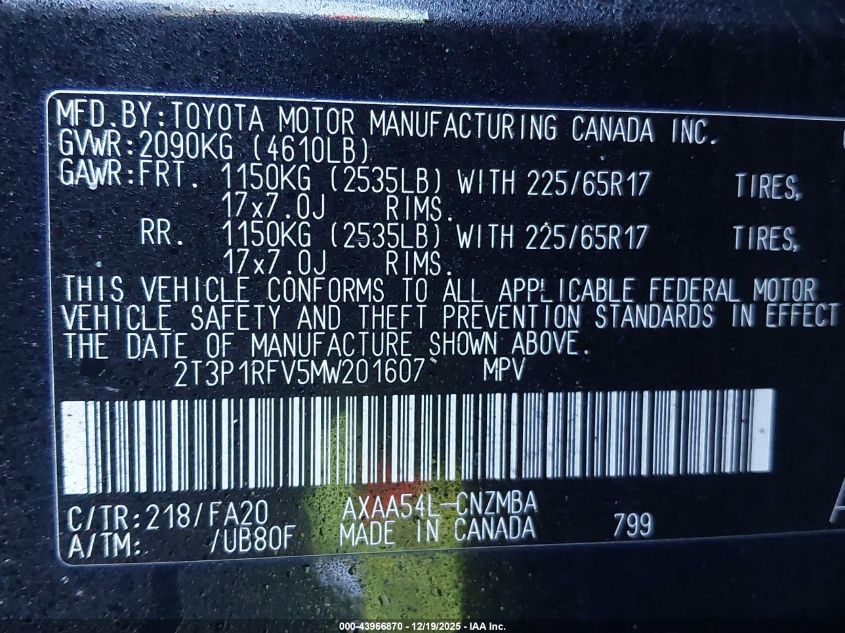 MFD.BY:TOYOTA MOTOR MANUFACTURING CANADA INC.
GVWR:2090KG (4610LB)
GAWR:FRT. 1150KG (2535LB) WITH 225/65R17 TIRES,
17x7.0J RIMS.
RR. 1150KG (2535LB) WITH 225/65R17 TIRES,
17x7.0J RIMS.
THIS VEHICLE CONFORMS TO ALL APPLICABLE FEDERAL MOTOR
VEHICLE SAFETY AND THEFT PREVENTION STANDARDS IN EFFECT
THE DATE OF MANUFACTURE SHOWN ABOVE.
2T3P1RFV5MW201607 MPV
C/TR:218/FA20 AXAA54L-CNZMBA
A/TM: /UB80F MADE IN CANADA 799
000-43966870 - 12/19/2025 - IAA Inc.